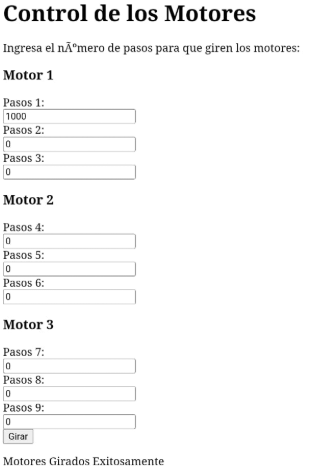 Control de los Motores
Ingresa el nÃºmero de pasos para que giren los motores:
Motor 1
Pasos 1:
1000
Pasos 2:
0
Pasos 3:
0
Motor 2
Pasos 4:
0
Pasos 5:
0
Pasos 6:
0
Motor 3
Pasos 7:
0
Pasos 8:
0
Pasos 9:
0
Girar
Motores Girados Exitosamente